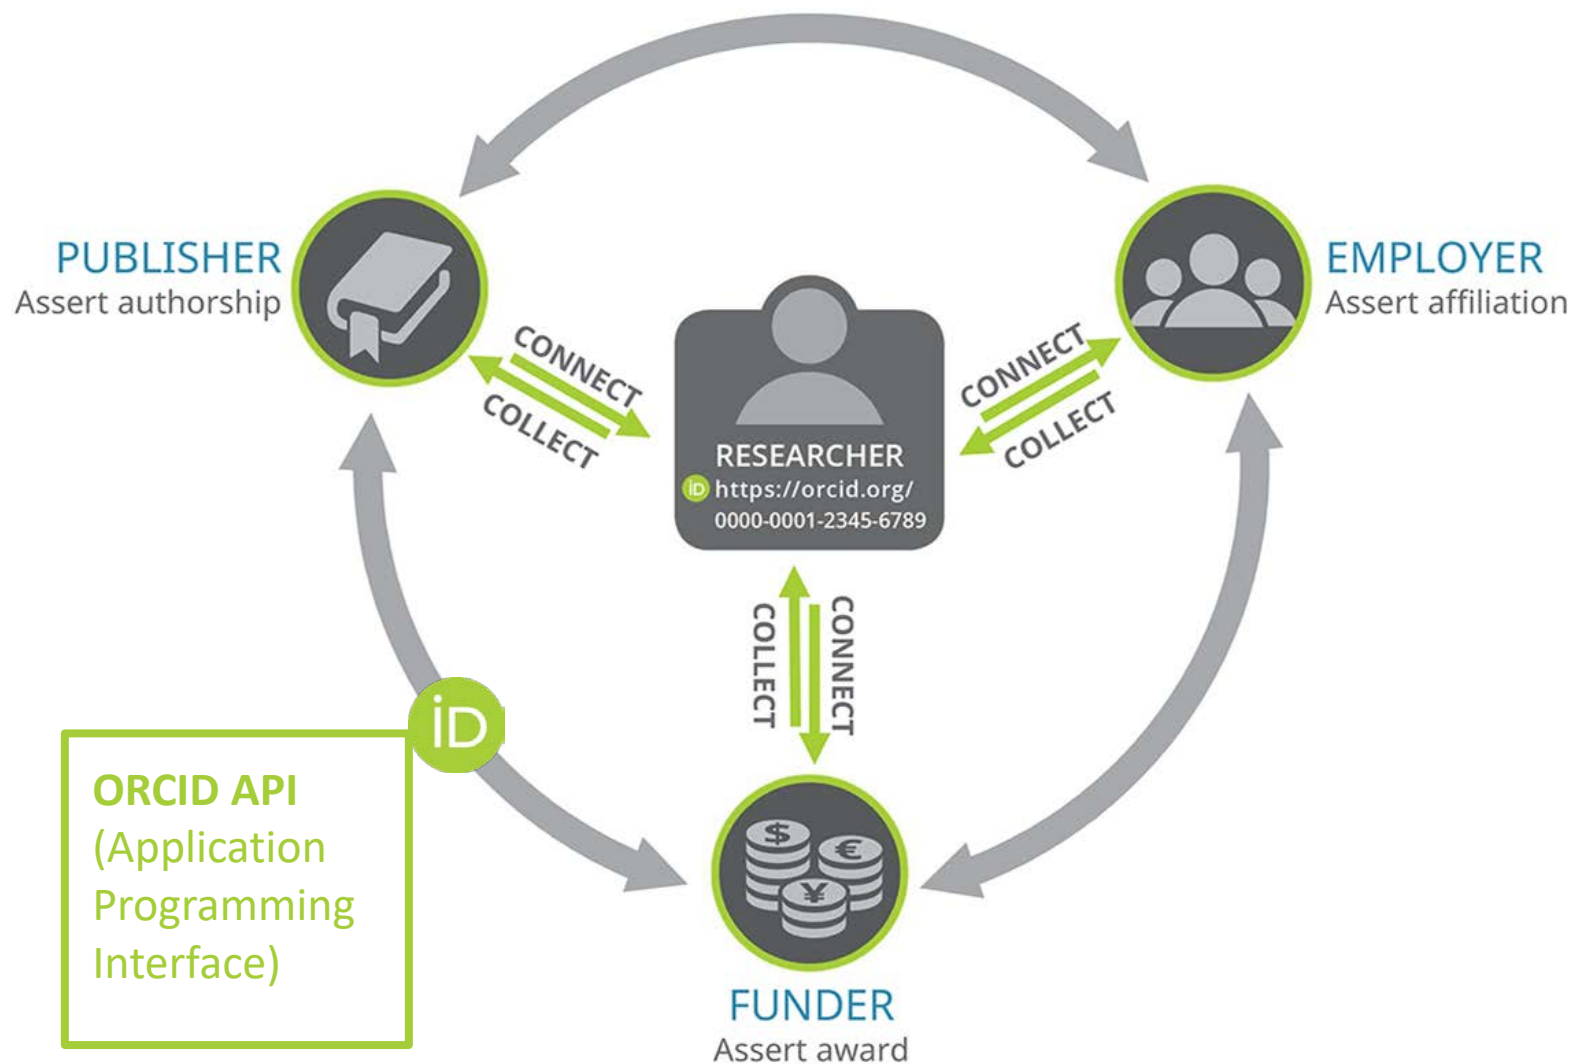 PUBLISHER
Assert authorship
EMPLOYER
Assert affiliation
CONNECT
COLLECT
CONNECT
COLLECT
RESEARCHER
iD https://orcid.org/
0000-0001-2345-6789
COLLECT
CONNECT
iD
ORCID API
(Application
Programming
Interface)
$
€
¥
FUNDER
Assert award